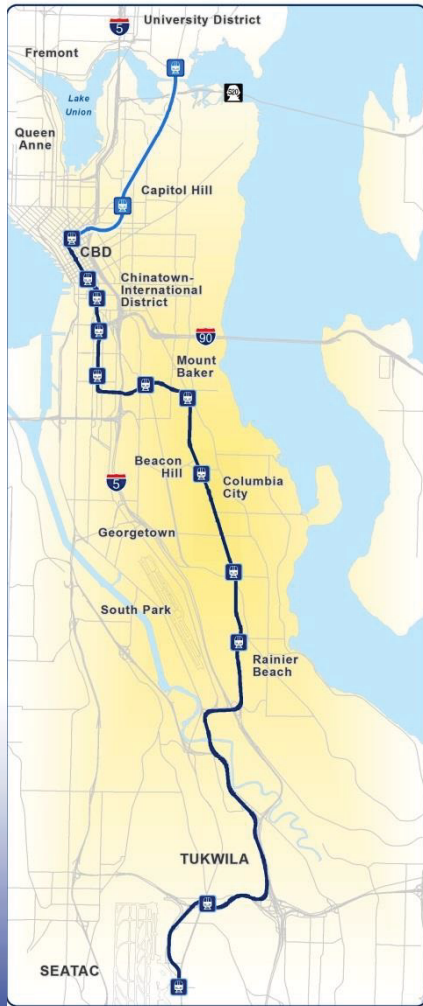 5
University District
Fremont
Lake
Union
520
Queen
Anne
Capitol Hill
CBD
Chinatown-
International
District
90
Mount
Baker
Beacon
Hill
Columbia
City
5
Georgetown
South Park
Rainier
Beach
TUKWILA
SEATAC